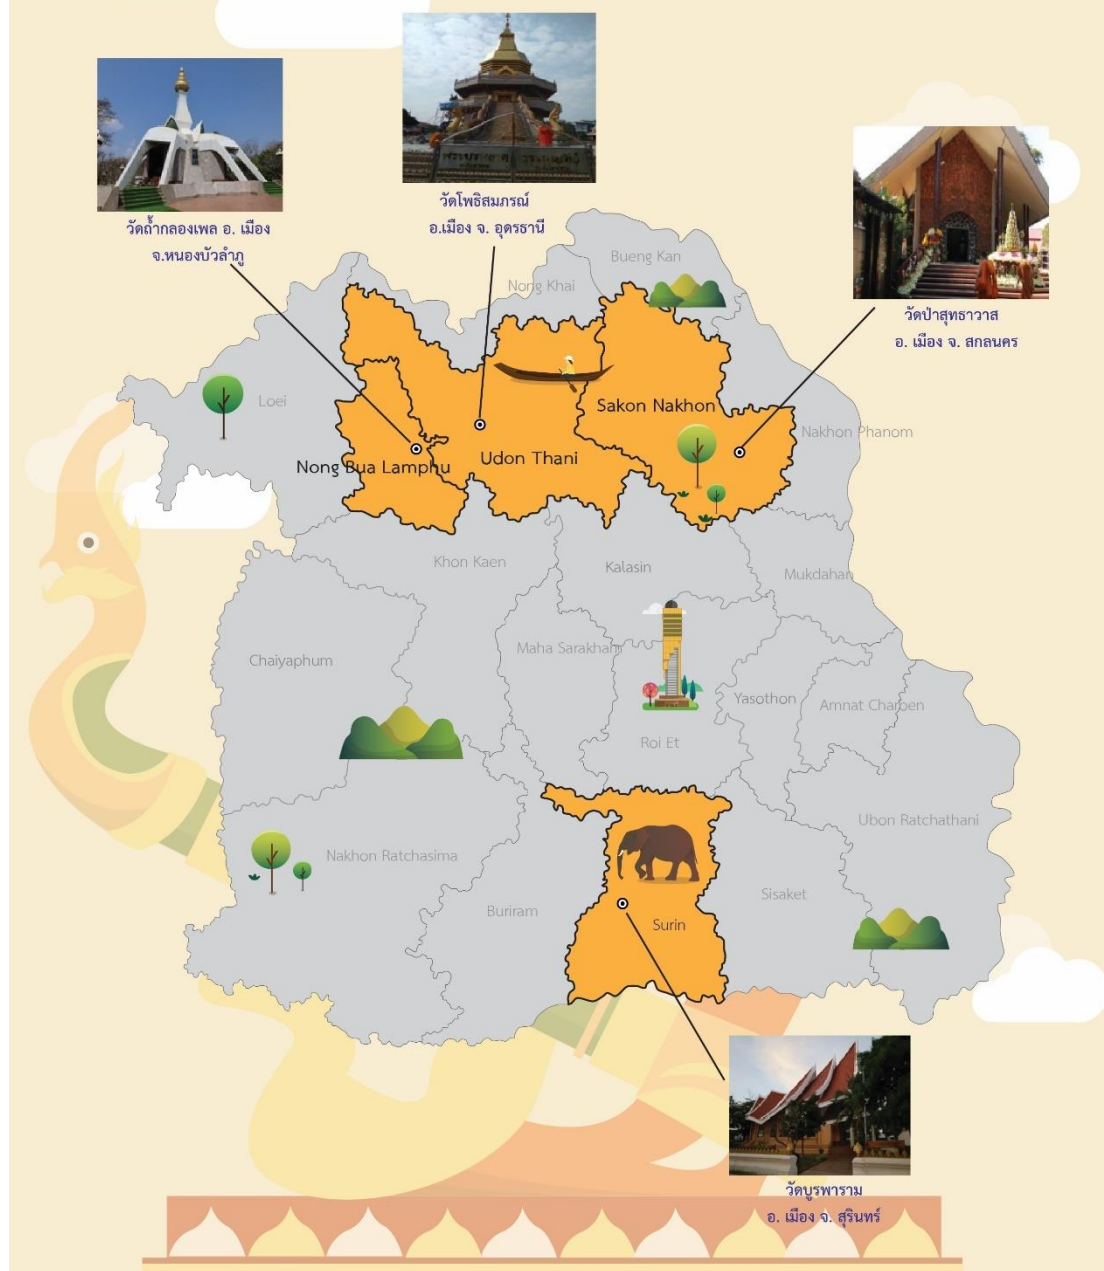 วัดถ้ำกลองเพล อ. เมือง
จ.หนองบัวลำภู
วัดโพธิสมภรณ์
อ.เมือง จ. อุดรธานี
วัดป่าสุทธาวาส
อ. เมือง จ. สกลนคร
Bueng Kan
Nong Khai
Loei
Sakon Nakhon
Nakhon Phanom
Nong Bua Lamphu
Udon Thani
Khon Kaen
Kalasin
Mukdahan
Chaiyaphum
Maha Sarakham
Yasothon
Amnat Charoen
Roi Et
Ubon Ratchathani
Nakhon Ratchasima
Buriram
Surin
Sisaket
วัดบูรพาราม
อ. เมือง จ. สุรินทร์